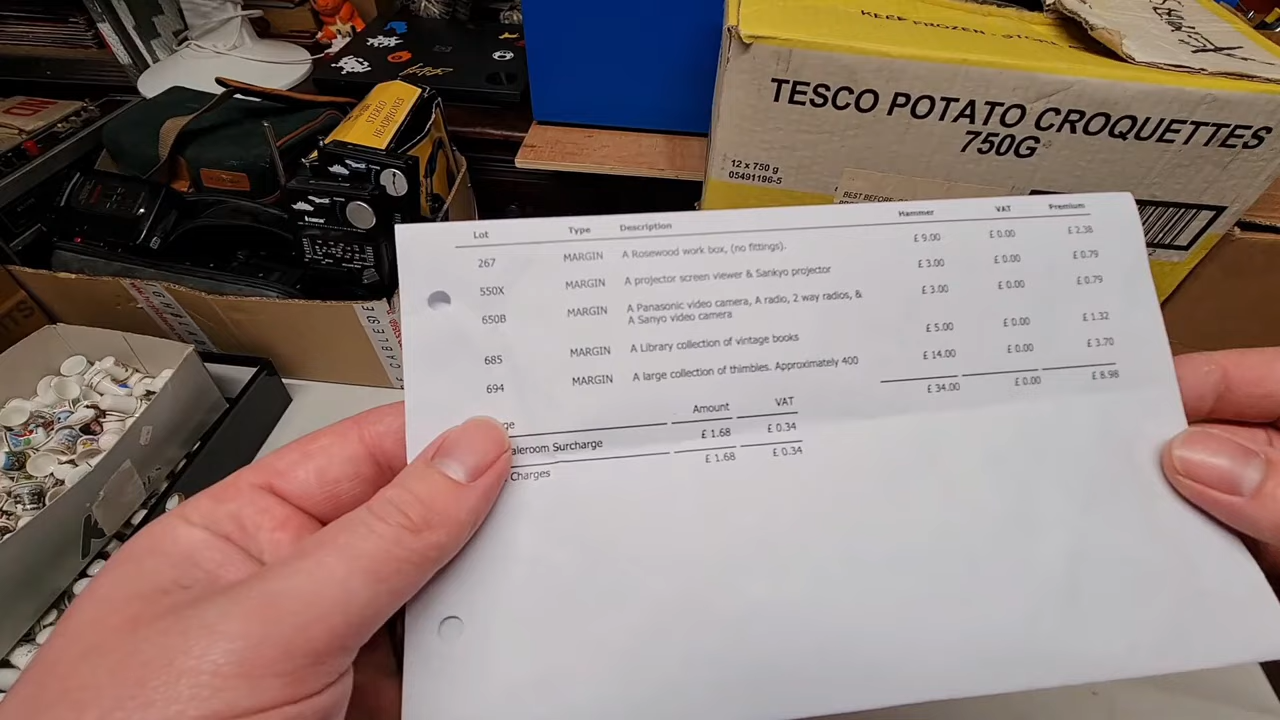 KEEP FROZEN - STORE
TESCO POTATO CROQUETTES
750G
12 x 750 g
05491196-5
BEST BEFORE
STEREO
HEADPHONES
Lot Type Description Hammer VAT Premium
267 MARGIN A Rosewood work box, (no fittings). £ 9.00 £ 0.00 £ 2.38
550X MARGIN A projector screen viewer & Sankyo projector £ 3.00 £ 0.00 £ 0.79
650B MARGIN A Panasonic video camera, A radio, 2 way radios, & £ 3.00 £ 0.00 £ 0.79
A Sanyo video camera
685 MARGIN A Library collection of vintage books £ 5.00 £ 0.00 £ 1.32
694 MARGIN A large collection of thimbles. Approximately 400 £ 14.00 £ 0.00 £ 3.70
£ 34.00 £ 0.00 £ 8.98
ge Amount VAT
aleroom Surcharge £ 1.68 £ 0.34
Charges £ 1.68 £ 0.34
CABLES